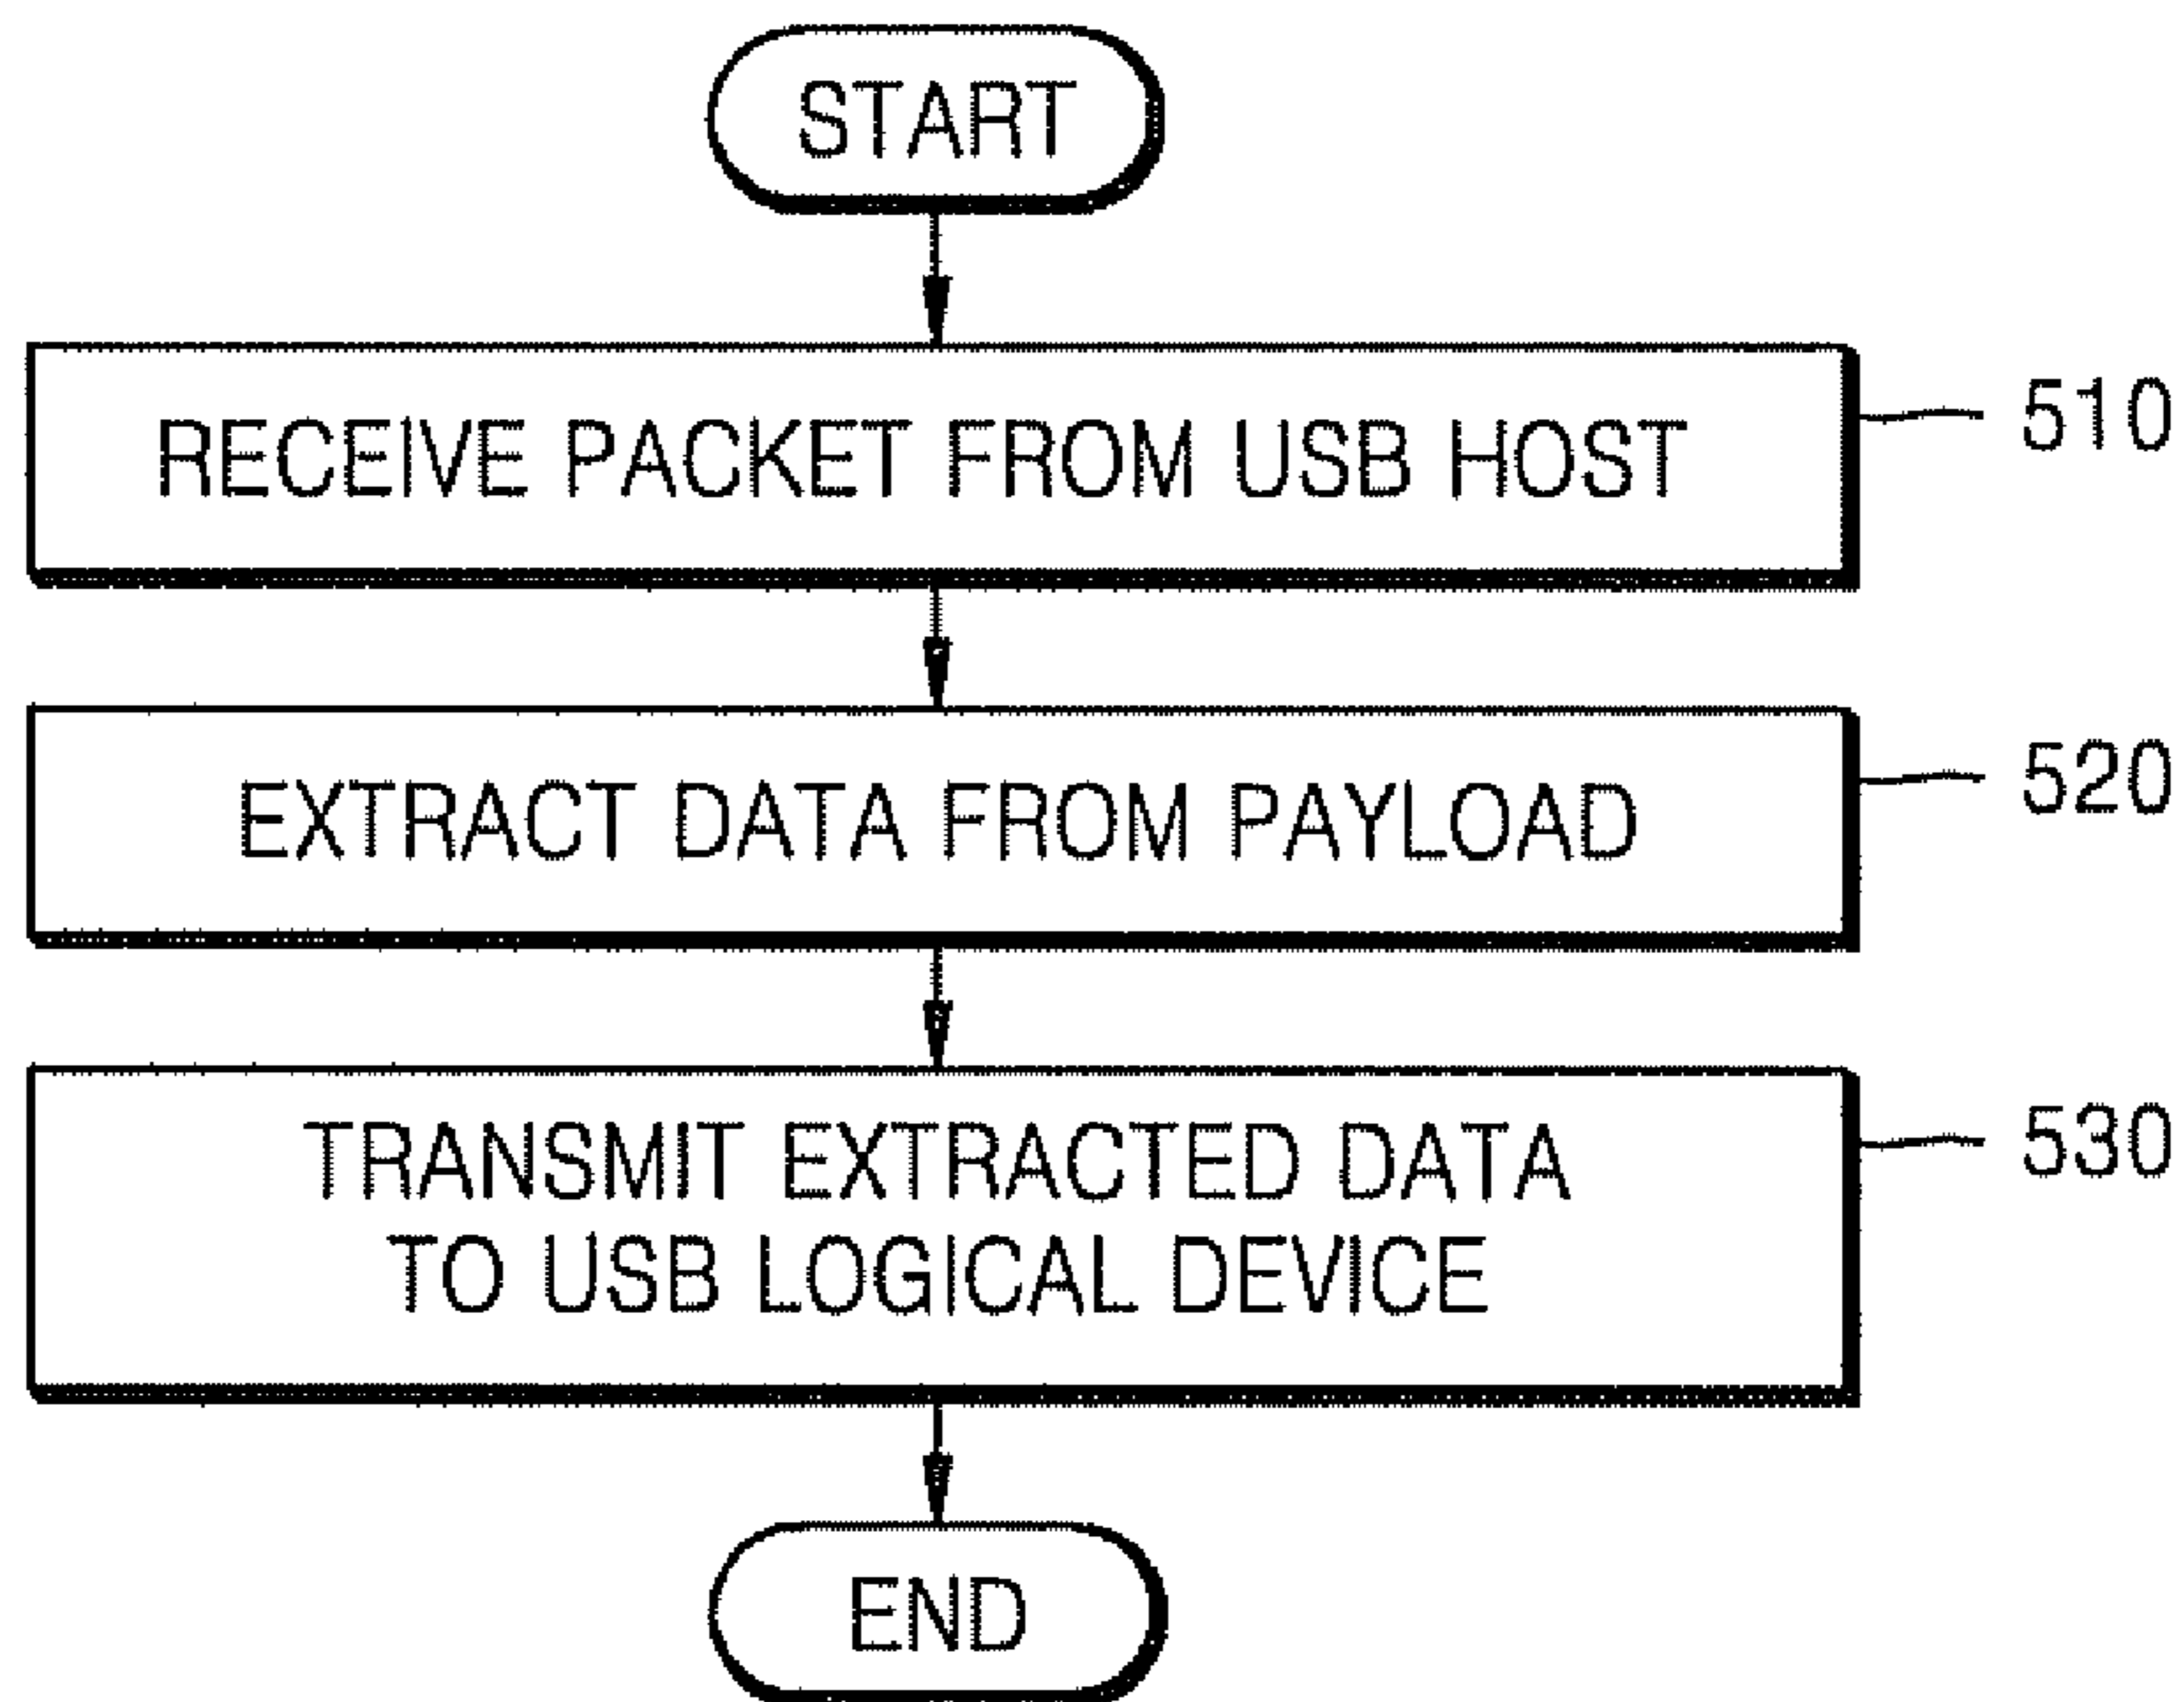 START
RECEIVE PACKET FROM USB HOST
510
EXTRACT DATA FROM PAYLOAD
520
TRANSMIT EXTRACTED DATA
TO USB LOGICAL DEVICE
530
END